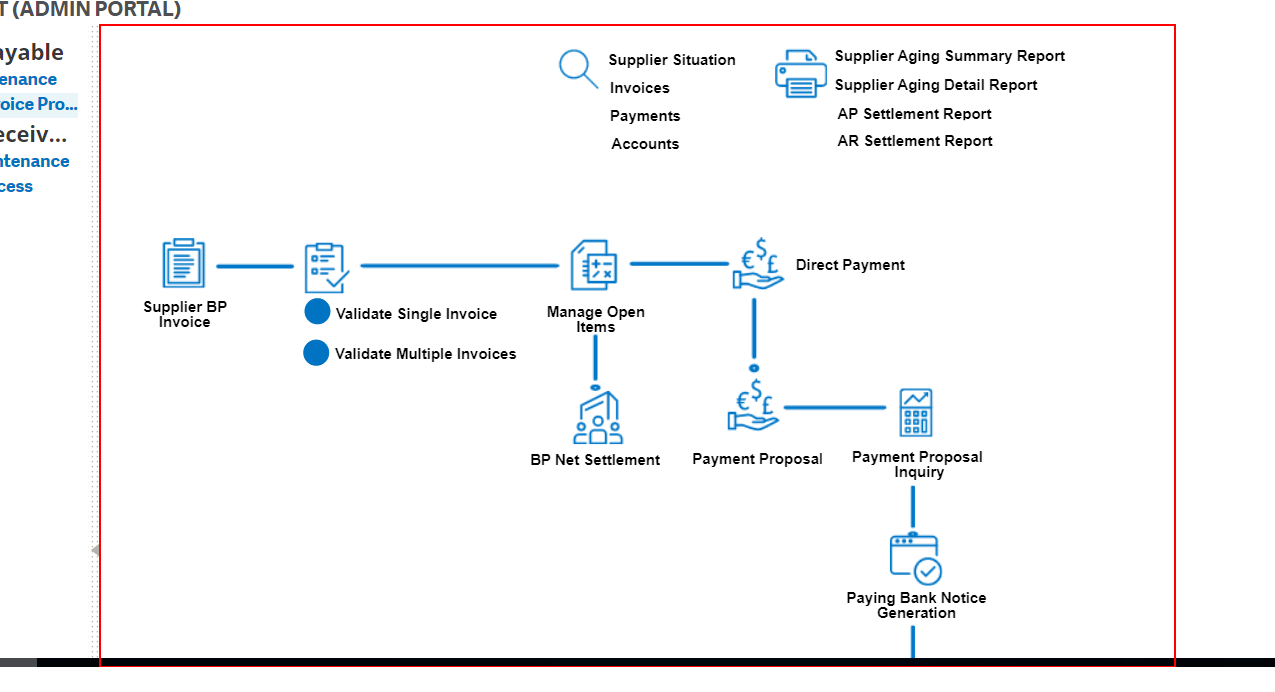 T (ADMIN PORTAL)
ayable
enance
oice Pro...
eceiv...
ntenance
cess
Supplier Situation
Invoices
Payments
Accounts
Supplier Aging Summary Report
Supplier Aging Detail Report
AP Settlement Report
AR Settlement Report
Supplier BP
Invoice
Validate Single Invoice
Validate Multiple Invoices
Manage Open
Items
Direct Payment
BP Net Settlement
Payment Proposal
Payment Proposal
Inquiry
Paying Bank Notice
Generation